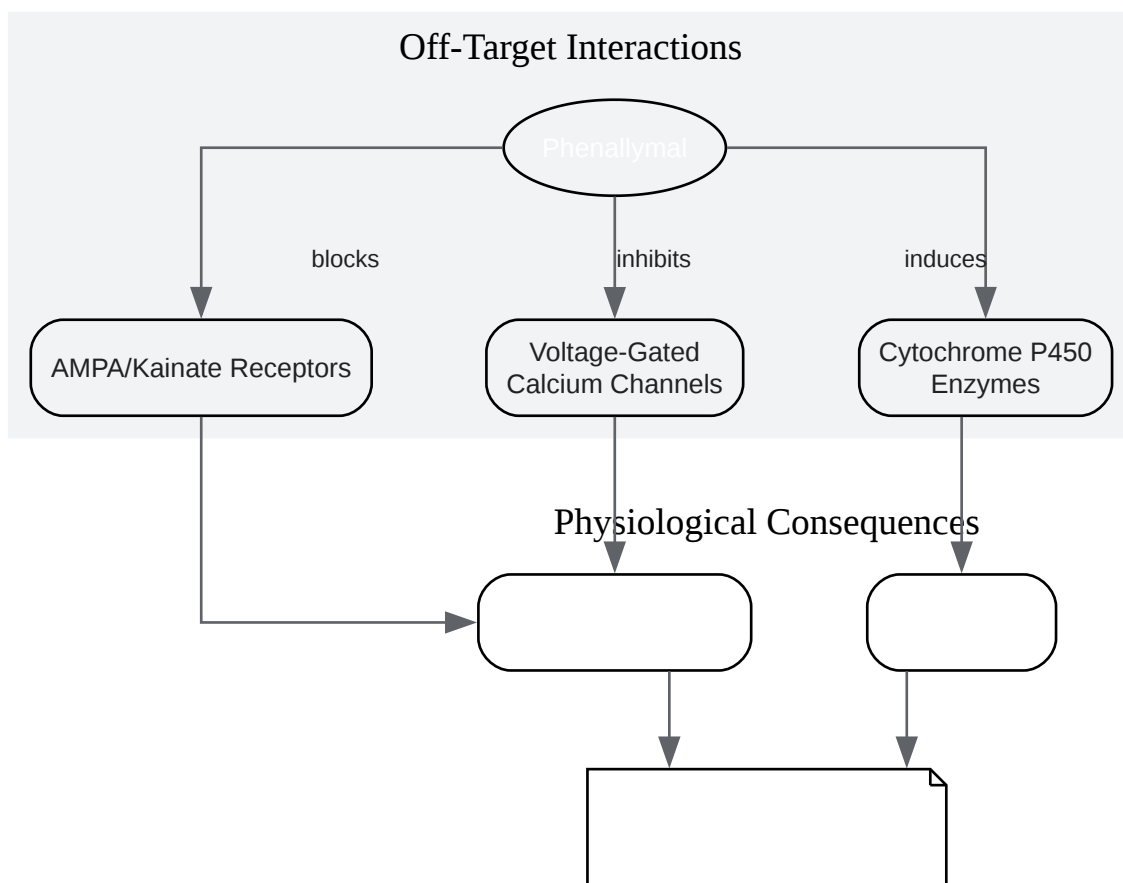 Off-Target Interactions
Phenallymal
blocks
inhibits
induces
AMPA/Kainate Receptors
Voltage-Gated
Calcium Channels
Cytochrome P450
Enzymes
Physiological Consequences